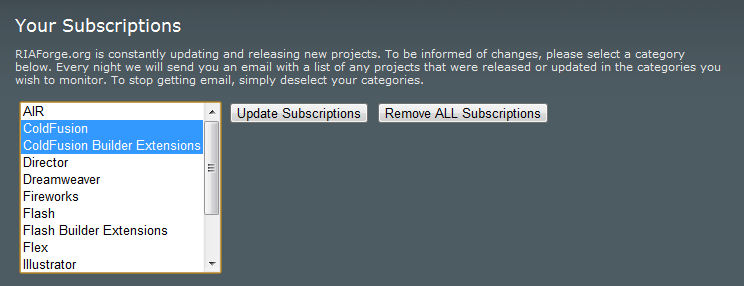 Your Subscriptions
RIAForge.org is constantly updating and releasing new projects. To be informed of changes, please select a category
below. Every night we will send you an email with a list of any projects that were released or updated in the categories you
wish to monitor. To stop getting email, simply deselect your categories.
AIR
ColdFusion
ColdFusion Builder Extensions
Director
Dreamweaver
Fireworks
Flash
Flash Builder Extensions
Flex
Illustrator
Update Subscriptions
Remove ALL Subscriptions